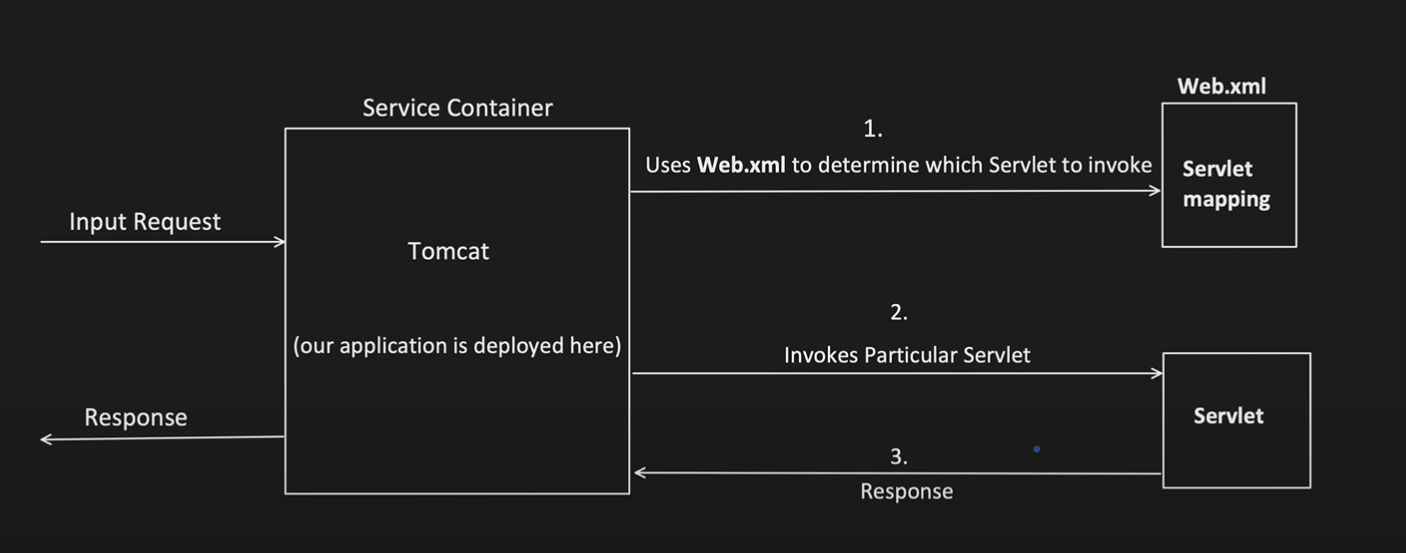 Web.xml
Service Container
1.
Uses Web.xml to determine which Servlet to invoke
Servlet
mapping
Input Request
Tomcat
2.
(our application is deployed here)
Invokes Particular Servlet
Response
Servlet
3.
Response